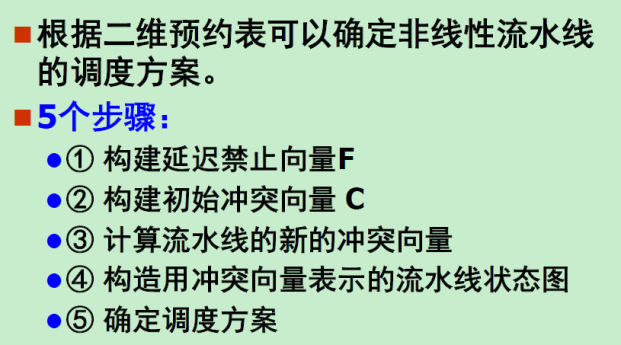 根据二维预约表可以确定非线性流水线
的调度方案。
5个步骤:
① 构建延迟禁止向量F
② 构建初始冲突向量 C
③ 计算流水线的新的冲突向量
④ 构造用冲突向量表示的流水线状态图
⑤ 确定调度方案